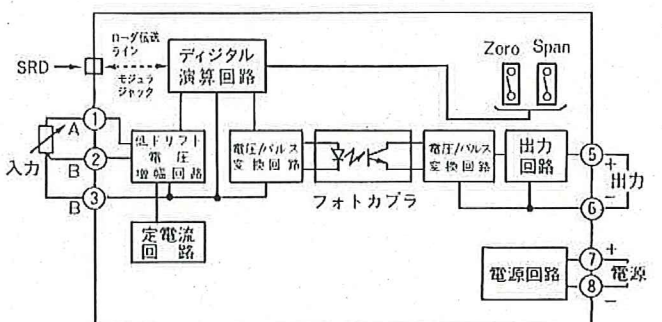 ローダ伝送
ライン
SRD
モジュラ
ジャック
ディジタル
演算回路
Zoro
Span
A
①
入力
B
②
B
③
低ドリフト
電圧
増幅回路
電圧/パルス
変換回路
フォトカプラ
電圧/パルス
変換回路
出力
回路
⑤
+
出力
−
⑥
定電流
回路
電源回路
⑦
+
電源
⑧
−